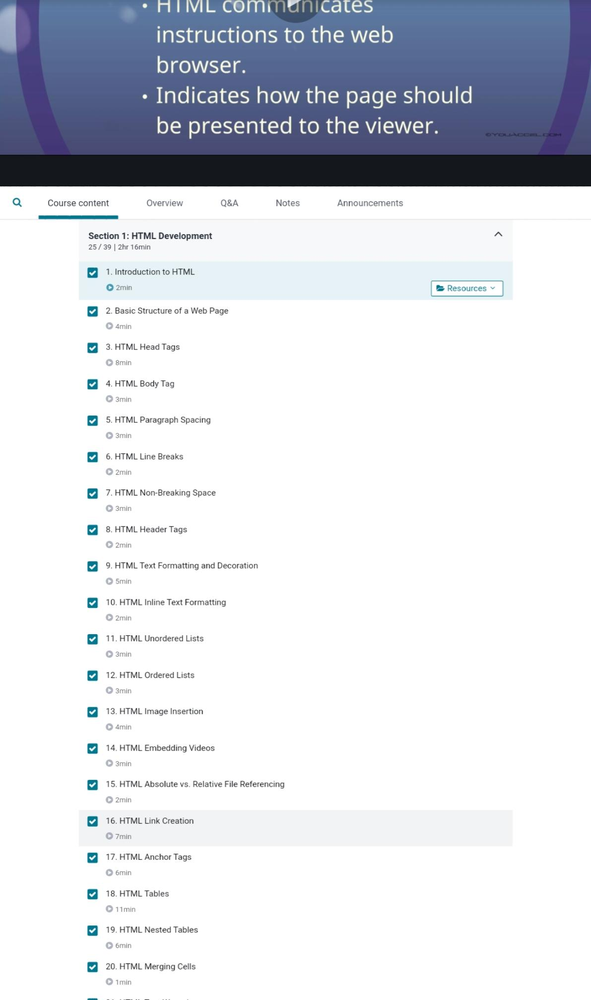 • HTML communicates
instructions to the web
browser.
• Indicates how the page should
be presented to the viewer.
©YOUACCEL.COM
Course content
Overview
Q&A
Notes
Announcements
Section 1: HTML Development
25 / 39 | 2hr 16min
1. Introduction to HTML
2min
Resources
2. Basic Structure of a Web Page
4min
3. HTML Head Tags
8min
4. HTML Body Tag
3min
5. HTML Paragraph Spacing
3min
6. HTML Line Breaks
2min
7. HTML Non-Breaking Space
3min
8. HTML Header Tags
2min
9. HTML Text Formatting and Decoration
5min
10. HTML Inline Text Formatting
2min
11. HTML Unordered Lists
3min
12. HTML Ordered Lists
3min
13. HTML Image Insertion
4min
14. HTML Embedding Videos
3min
15. HTML Absolute vs. Relative File Referencing
2min
16. HTML Link Creation
7min
17. HTML Anchor Tags
6min
18. HTML Tables
11min
19. HTML Nested Tables
6min
20. HTML Merging Cells
1min